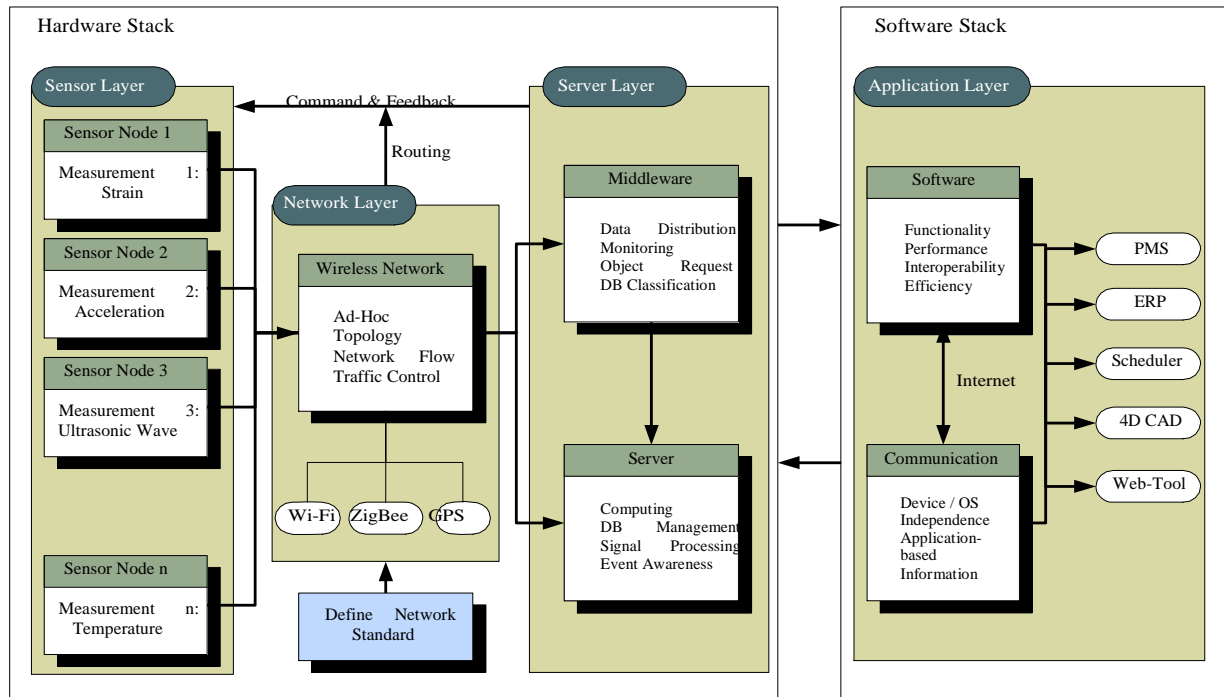 Hardware Stack
Sensor Layer
Sensor Node 1
Measurement 1:
Strain
Sensor Node 2
Measurement 2:
Acceleration
Sensor Node 3
Measurement 3:
Ultrasonic Wave
Sensor Node n
Measurement n:
Temperature
Command & Feedback
Routing
Network Layer
Wireless Network
Ad-Hoc
Topology
Network Flow
Traffic Control
Wi-Fi
ZigBee
GPS
Define Network
Standard
Server Layer
Middleware
Data Distribution
Monitoring
Object Request
DB Classification
Server
Computing
DB Management
Signal Processing
Event Awareness
Software Stack
Application Layer
Software
Functionality
Performance
Interoperability
Efficiency
Internet
Communication
Device / OS
Independence
Application-
based
Information
PMS
ERP
Scheduler
4D CAD
Web-Tool